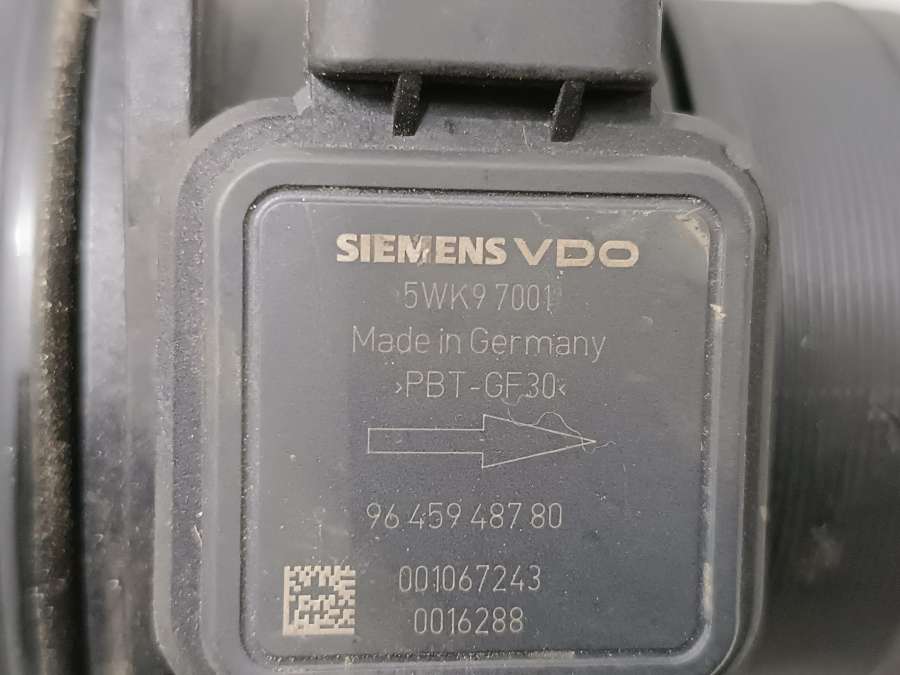 SIEMENS VDO
5WK9 7001
Made in Germany
>PBT-GF30<
96 459 487 80
001067243
0016288